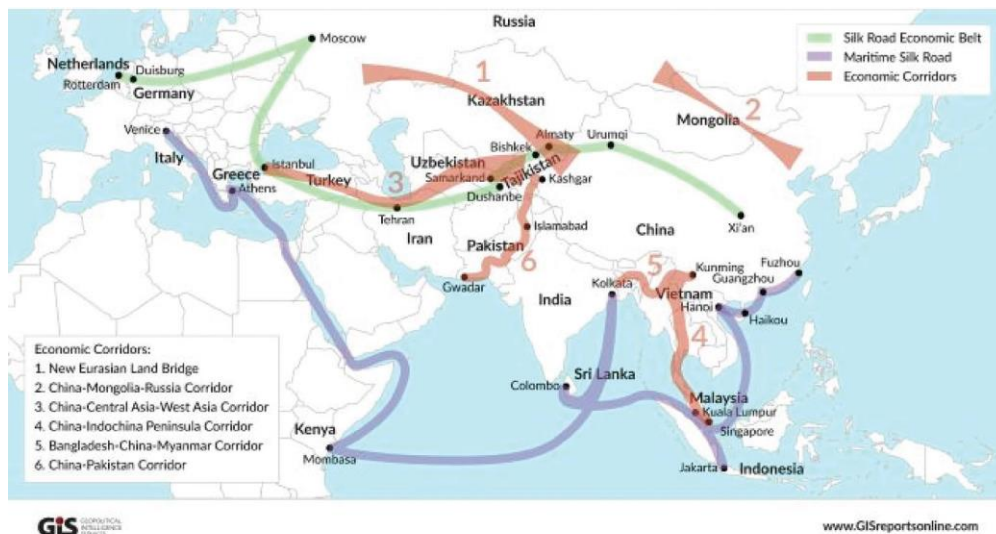 Russia
Moscow
Silk Road Economic Belt
Maritime Silk Road
Economic Corridors
Netherlands
Duisburg
Rotterdam
Germany
1
Kazakhstan
2
Mongolia
Venice
Italy
Almaty
Urumqi
Bishkek
Uzbekistan
Istanbul
Greece
Turkey
3
Samarkand
Tajikistan
Kashgar
Athens
Dushanbe
Tehran
Xi'an
Iran
Islamabad
Pakistan
China
6
Gwadar
5
Kunming
Fuzhou
Guangzhou
Kolkata
India
Vietnam
Hanoi
Haikou
4
Economic Corridors:
1. New Eurasian Land Bridge
2. China-Mongolia-Russia Corridor
3. China-Central Asia-West Asia Corridor
4. China-Indochina Peninsula Corridor
5. Bangladesh-China-Myanmar Corridor
6. China-Pakistan Corridor
Sri Lanka
Colombo
Malaysia
Kuala Lumpur
Singapore
Kenya
Mombasa
Jakarta
Indonesia
GIS
GEOPOLITICAL
INTELLIGENCE
SERVICES
www.GISreportsonline.com